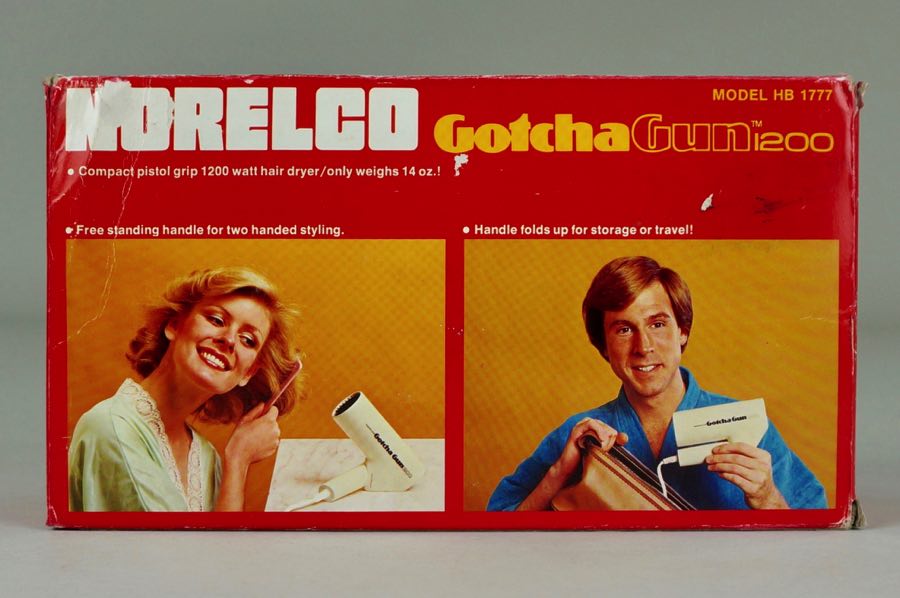 NORELCO
GotchaGun™1200
MODEL HB 1777
• Compact pistol grip 1200 watt hair dryer/only weighs 14 oz.!
• Free standing handle for two handed styling.
• Handle folds up for storage or travel!
Gotcha Gun 1200
Gotcha Gun